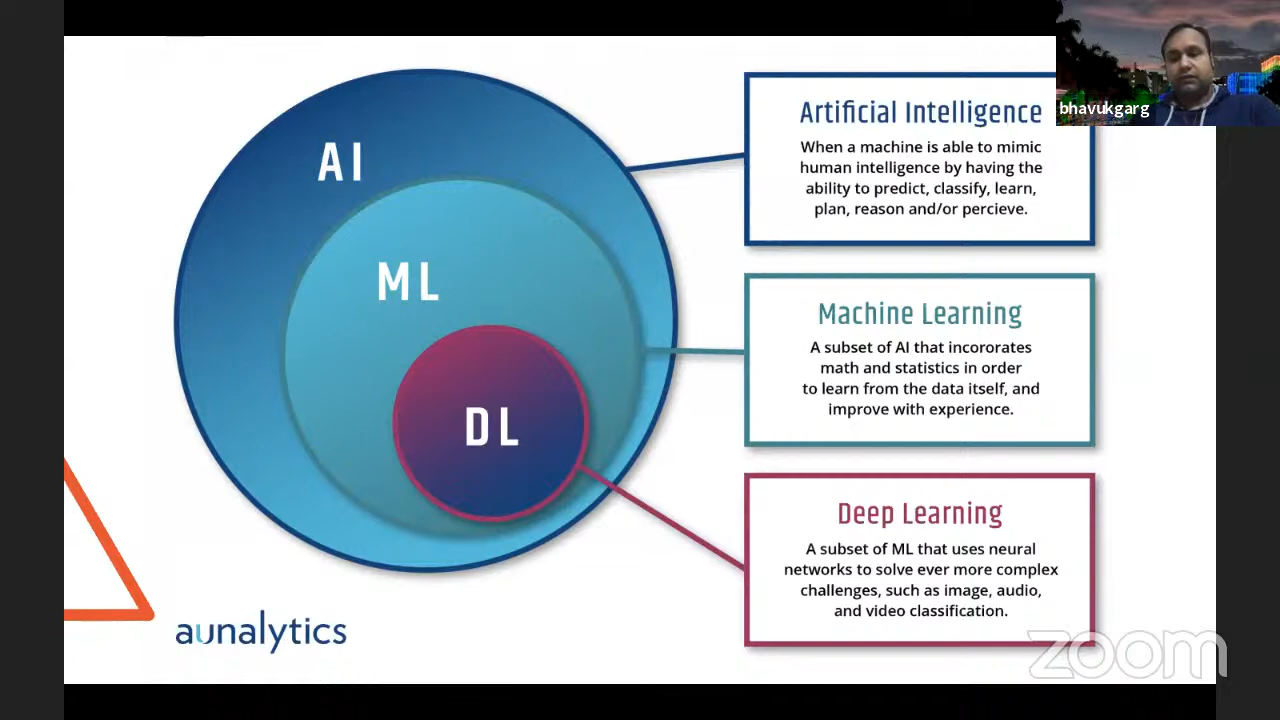 AI
ML
DL
Artificial Intelligence
When a machine is able to mimic
human intelligence by having the
ability to predict, classify, learn,
plan, reason and/or percieve.
Machine Learning
A subset of AI that incororates
math and statistics in order
to learn from the data itself, and
improve with experience.
Deep Learning
A subset of ML that uses neural
networks to solve ever more complex
challenges, such as image, audio,
and video classification.
aunalytics
bhavukgarg
zoom